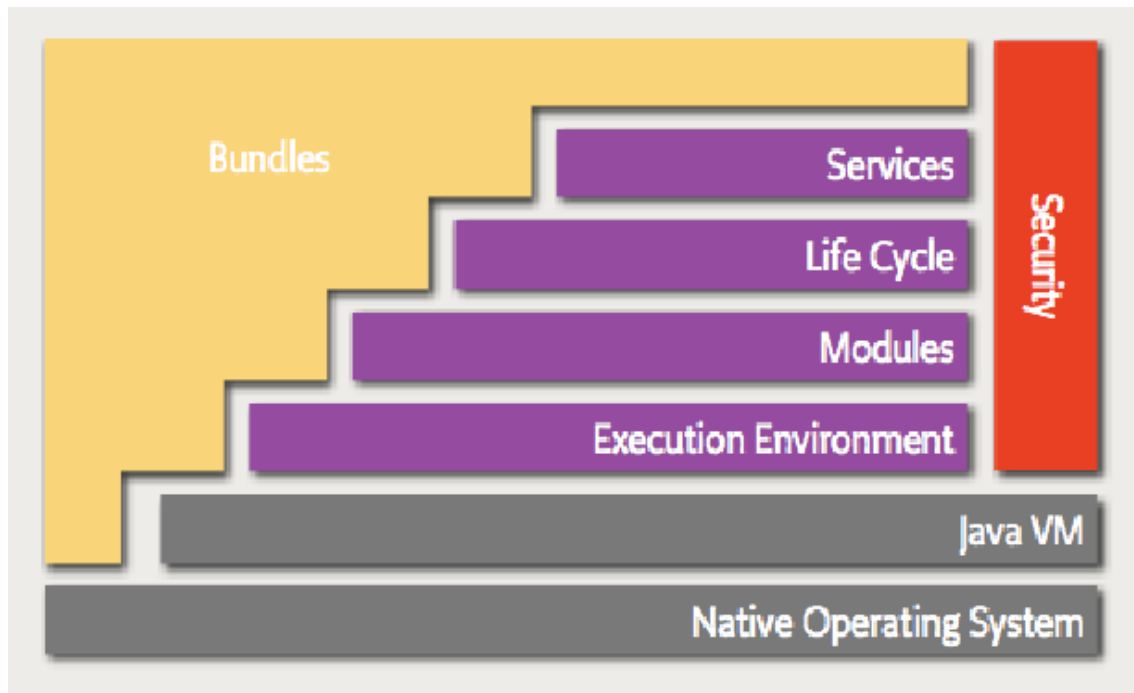 Bundles
Services
Life Cycle
Modules
Execution Environment
Java VM
Native Operating System
Security